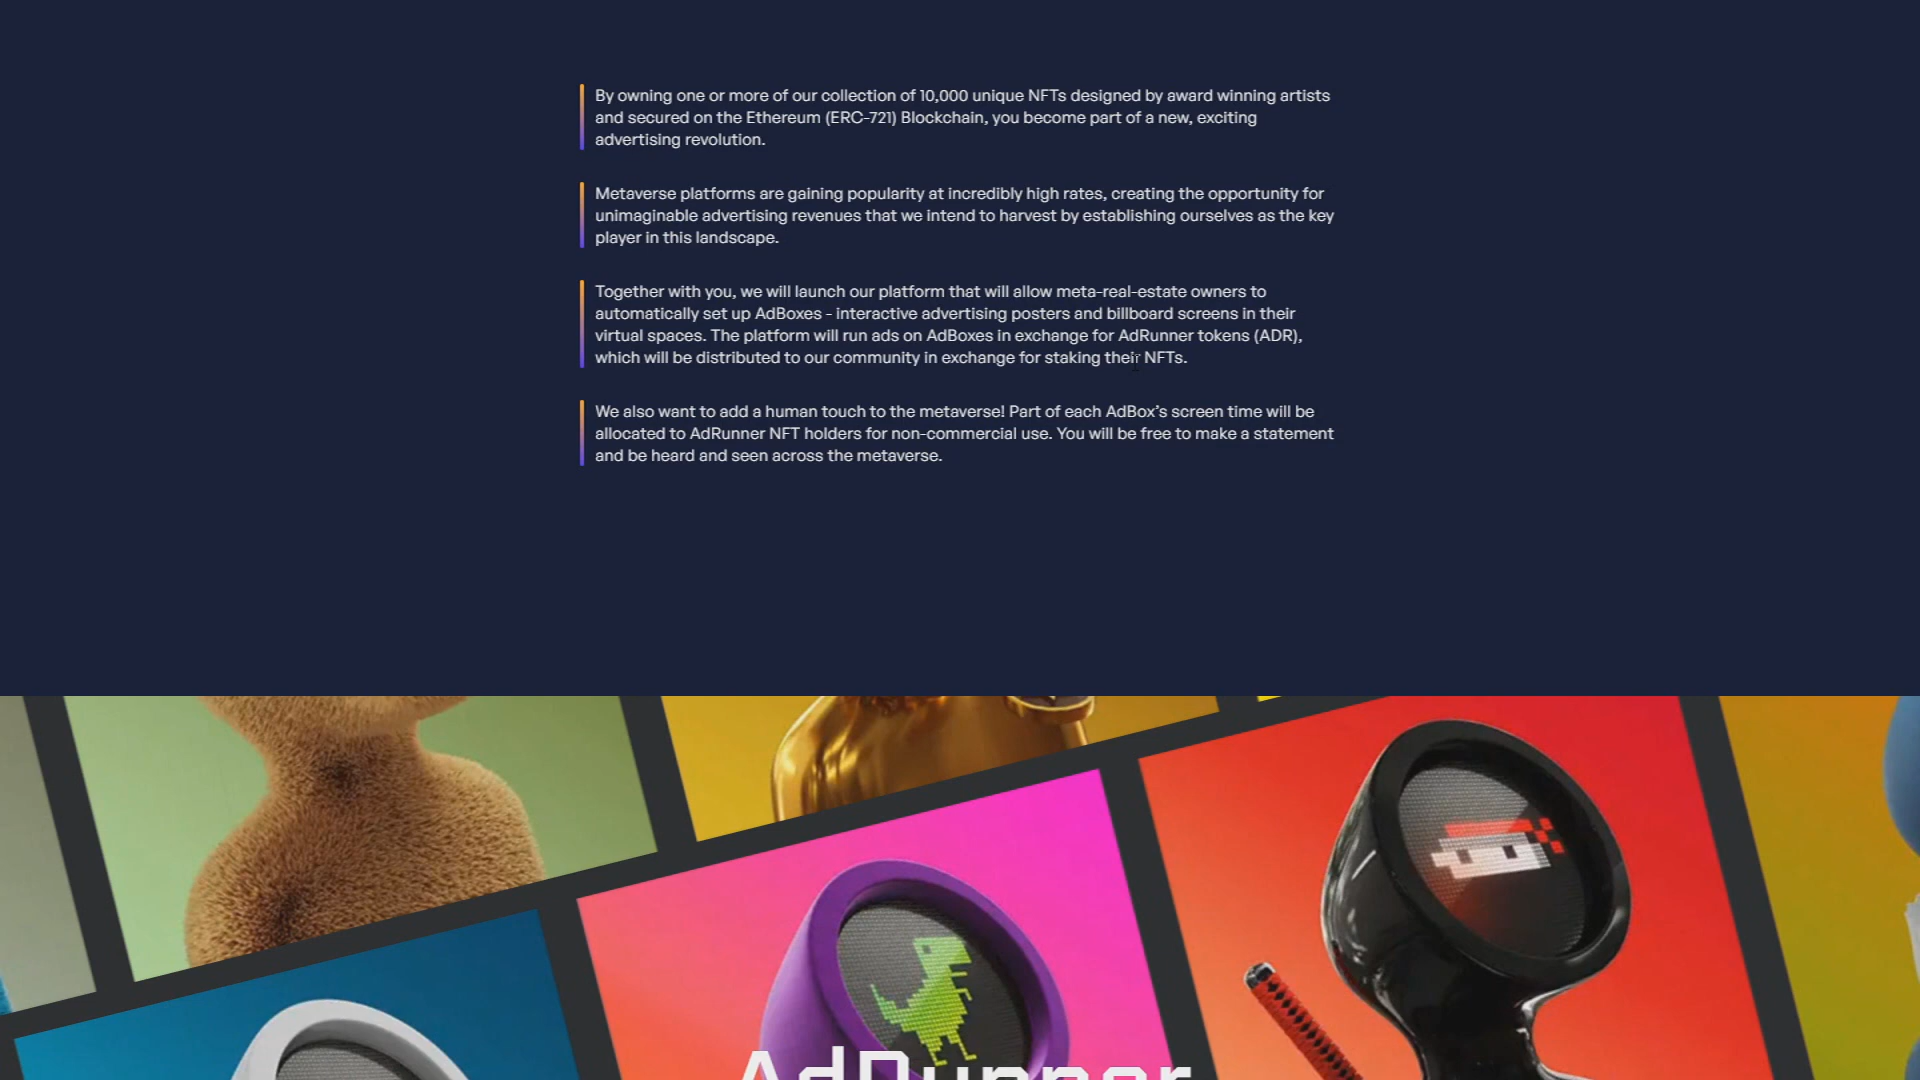 By owning one or more of our collection of 10,000 unique NFTs designed by award winning artists
and secured on the Ethereum (ERC-721) Blockchain, you become part of a new, exciting
advertising revolution.
Metaverse platforms are gaining popularity at incredibly high rates, creating the opportunity for
unimaginable advertising revenues that we intend to harvest by establishing ourselves as the key
player in this landscape.
Together with you, we will launch our platform that will allow meta-real-estate owners to
automatically set up AdBoxes - interactive advertising posters and billboard screens in their
virtual spaces. The platform will run ads on AdBoxes in exchange for AdRunner tokens (ADR),
which will be distributed to our community in exchange for staking their NFTs.
We also want to add a human touch to the metaverse! Part of each AdBox’s screen time will be
allocated to AdRunner NFT holders for non-commercial use. You will be free to make a statement
and be heard and seen across the metaverse.
AdRunner